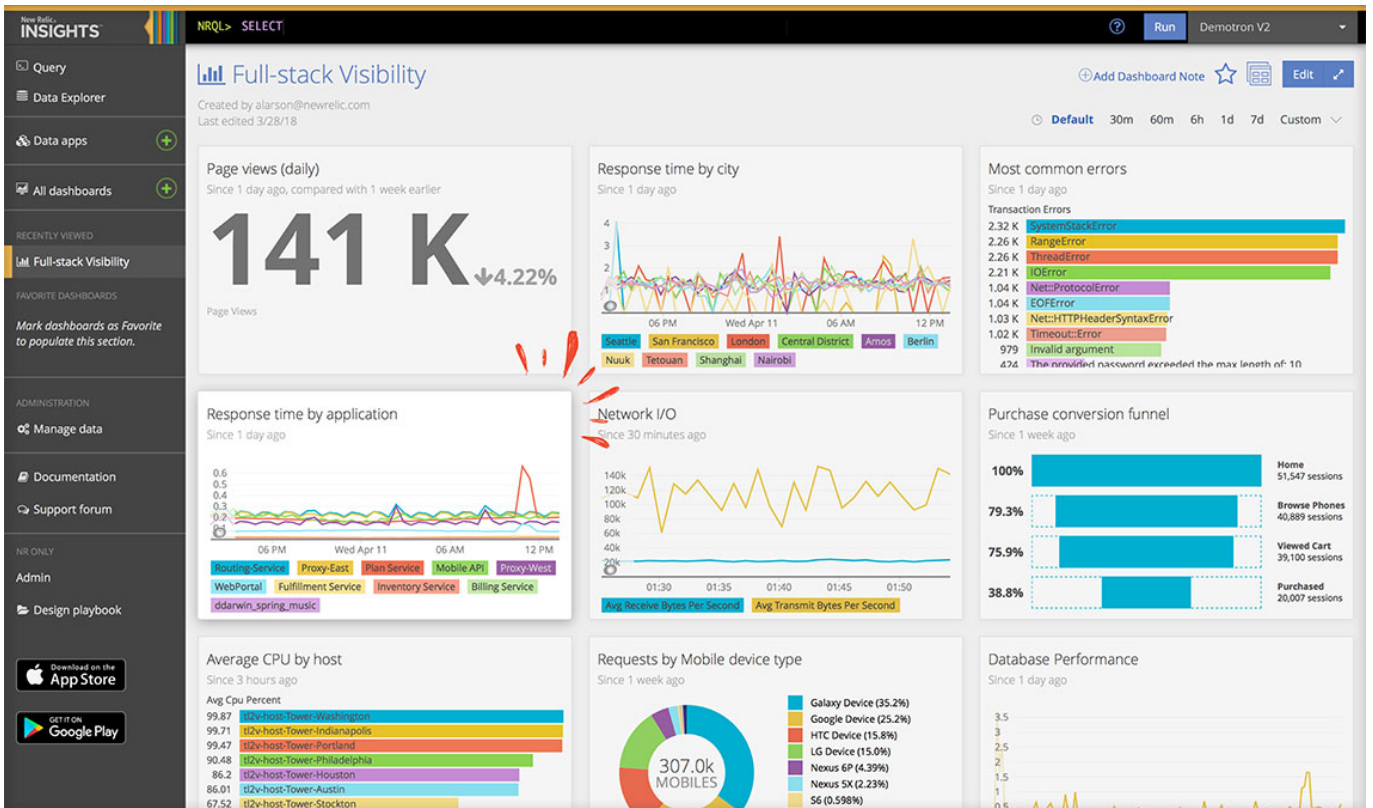 New Relic.
INSIGHTS
NRQL> SELECT
Run
Demotron V2
Query
Data Explorer
Data apps
All dashboards
RECENTLY VIEWED
Full-stack Visibility
FAVORITE DASHBOARDS
Mark dashboards as Favorite
to populate this section.
ADMINISTRATION
Manage data
Documentation
Support forum
NR ONLY
Admin
Design playbook
Download on the
App Store
GET IT ON
Google Play
Full-stack Visibility
Created by alarson@newrelic.com
Last edited 3/28/18
Add Dashboard Note
Edit
Default 30m 60m 6h 1d 7d Custom
Page views (daily)
Since 1 day ago, compared with 1 week earlier
141 K 4.22%
Page Views
Response time by city
Since 1 day ago
4
3
2
1
06 PM Wed Apr 11 06 AM 12 PM
Seattle San Francisco London Central District Amos Berlin
Nuuk Tetouan Shanghai Nairobi
Most common errors
Since 1 day ago
Transaction Errors
2.32 K SystemStackError
2.26 K RangeError
2.26 K ThreadError
2.21 K IOError
1.04 K Net::ProtocolError
1.04 K EOFError
1.03 K Net::HTTPHeaderSyntaxError
1.02 K Timeout::Error
979 Invalid argument
424 The provided password exceeded the max length of: 10
Response time by application
Since 1 day ago
0.6
0.5
0.4
0.3
0.2
0.1
06 PM Wed Apr 11 06 AM 12 PM
Routing-Service Proxy-East Plan Service Mobile API Proxy-West
WebPortal Fulfillment Service Inventory Service Billing Service
ddarwin_spring_music
Network I/O
Since 30 minutes ago
140k
120k
100k
80k
60k
40k
20k
01:30 01:35 01:40 01:45 01:50
Avg Receive Bytes Per Second Avg Transmit Bytes Per Second
Purchase conversion funnel
Since 1 week ago
100% Home
51,547 sessions
79.3% Browse Phones
40,889 sessions
75.9% Viewed Cart
39,100 sessions
38.8% Purchased
20,007 sessions
Average CPU by host
Since 3 hours ago
Avg Cpu Percent
99.87 tl2v-host-Tower-Washington
99.71 tl2v-host-Tower-Indianapolis
99.47 tl2v-host-Tower-Portland
90.48 tl2v-host-Tower-Philadelphia
86.2 tl2v-host-Tower-Houston
86.01 tl2v-host-Tower-Austin
67.52 tl2v-host-Tower-Stockton
Requests by Mobile device type
Since 1 week ago
307.0k
MOBILES
Galaxy Device (35.2%)
Google Device (25.2%)
HTC Device (15.8%)
LG Device (15.0%)
Nexus 6P (4.39%)
Nexus 5X (2.23%)
S6 (0.598%)
Database Performance
Since 1 day ago
3.5
3
2.5
2
1.5
1
0.5